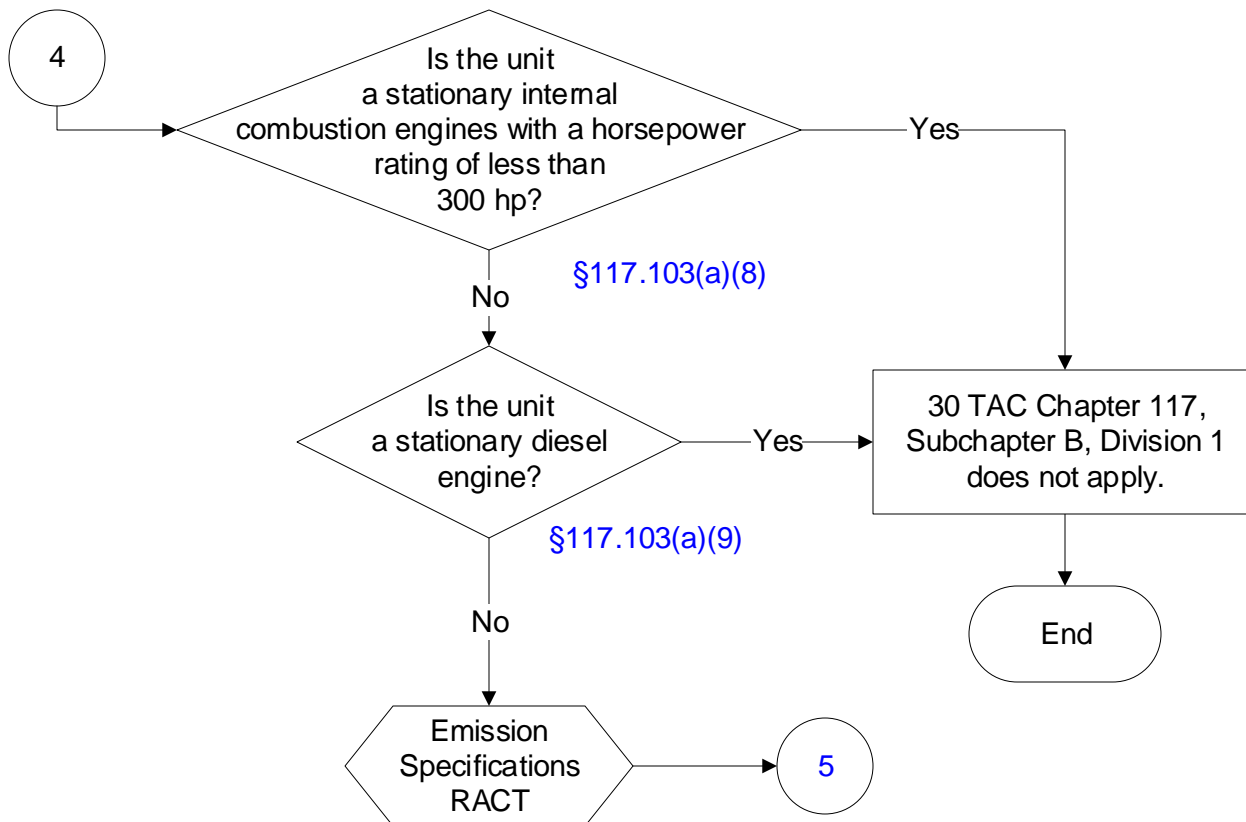 4
Is the unit
a stationary internal
combustion engines with a horsepower
rating of less than
300 hp?
Yes
§117.103(a)(8)
No
Is the unit
a stationary diesel
engine?
Yes
30 TAC Chapter 117,
Subchapter B, Division 1
does not apply.
§117.103(a)(9)
No
End
Emission
Specifications
RACT
5